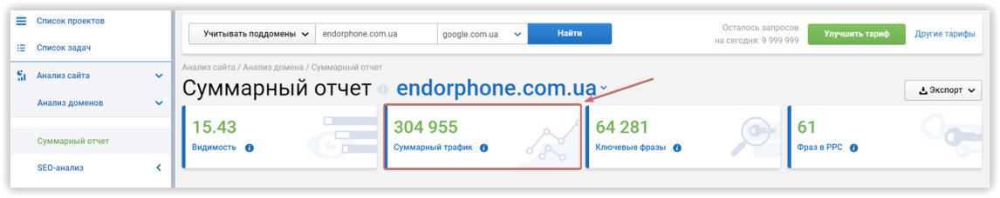 Список проектов
Список задач
Анализ сайта
Анализ доменов
Суммарный отчет
SEO-анализ
Учитывать поддомены endorphone.com.ua google.com.ua Найти
Осталось запросов
на сегодня: 9 999 999
Улучшить тариф Другие тарифы
Анализ сайта / Анализ домена / Суммарный отчет
Суммарный отчет endorphone.com.ua
Экспорт
15.43
Видимость
304 955
Суммарный трафик
64 281
Ключевые фразы
61
Фраз в PPC